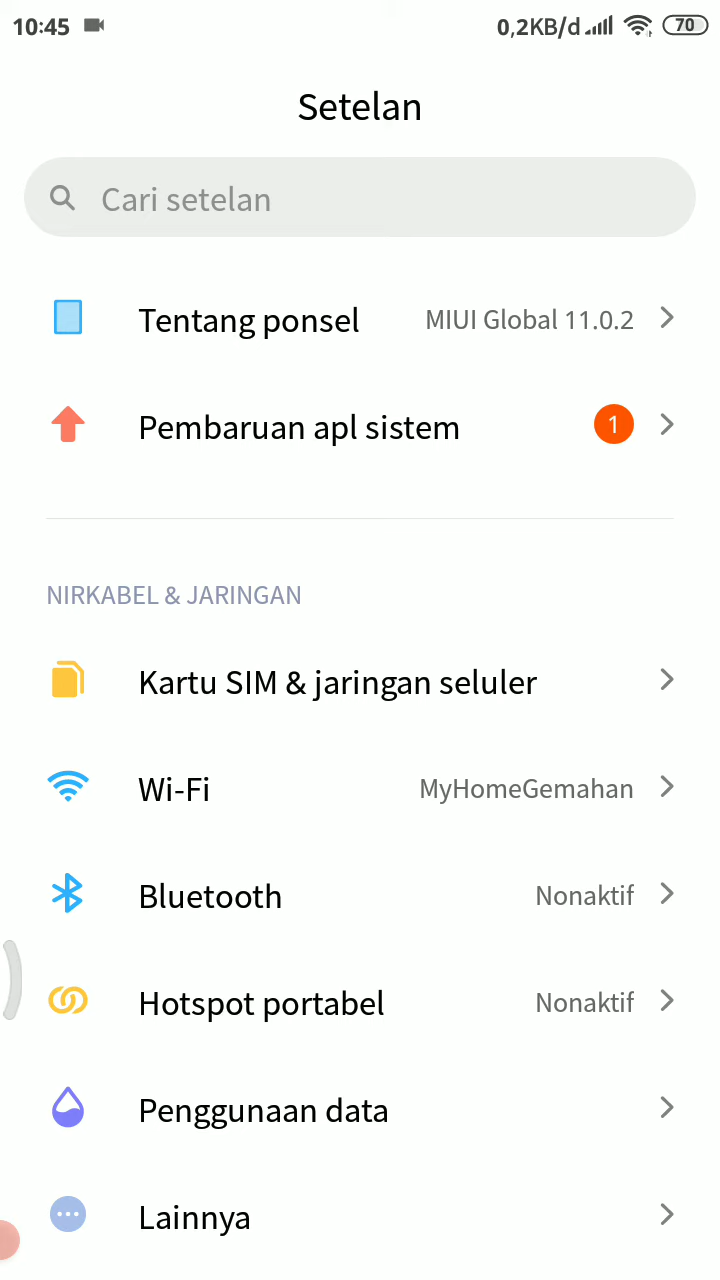 10:45 0,2KB/d 70
Setelan
Cari setelan
Tentang ponsel MIUI Global 11.0.2
Pembaruan apl sistem 1
NIRKABEL & JARINGAN
Kartu SIM & jaringan seluler
Wi-Fi MyHomeGemahan
Bluetooth Nonaktif
Hotspot portabel Nonaktif
Penggunaan data
Lainnya